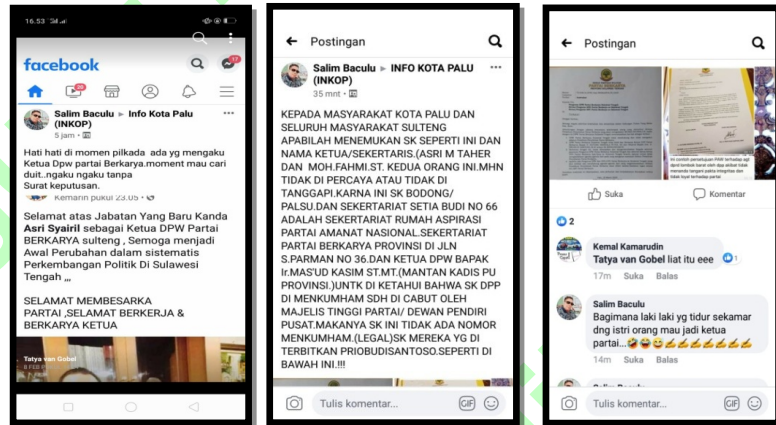 16.53
facebook
17
20
Salim Baculu ▸ Info Kota Palu
(INKOP)
5 jam
Hati hati di momen pilkada ada yg mengaku
Ketua Dpw partai Berkarya.moment mau cari
duit..ngaku ngaku tanpa
Surat keputusan.
Kemarin pukul 23.05
Selamat atas Jabatan Yang Baru Kanda
Asri Syairil sebagai Ketua DPW Partai
BERKARYA sulteng , Semoga menjadi
Awal Perubahan dalam sistematis
Perkembangan Politik Di Sulawesi
Tengah ,,,
SELAMAT MEMBESARKA
PARTAI ,SELAMAT BERKERJA &
BERKARYA KETUA
Tatya van Gobel
Postingan
Salim Baculu ▸ INFO KOTA PALU
(INKOP)
35 mnt
KEPADA MASYARAKAT KOTA PALU DAN
SELURUH MASYARAKAT SULTENG
APABILAH MENEMUKAN SK SEPERTI INI DAN
NAMA KETUA/SEKERTARIS.(ASRI M TAHER
DAN MOH.FAHMI.ST. KEDUA ORANG INI.MHN
TIDAK DI PERCAYA ATAU TIDAK DI
TANGGAPI.KARNA INI SK BODONG/
PALSU.DAN SEKERTARIAT SETIA BUDI NO 66
ADALAH SEKERTARIAT RUMAH ASPIRASI
PARTAI AMANAT NASIONAL.SEKERTARIAT
PARTAI BERKARYA PROVINSI DI JLN
S.PARMAN NO 36.DAN KETUA DPW BAPAK
Ir.MAS'UD KASIM ST.MT.(MANTAN KADIS PU
PROVINSI.)UNTK DI KETAHUI BAHWA SK DPP
DI MENKUMHAM SDH DI CABUT OLEH
MAJELIS TINGGI PARTAI/ DEWAN PENDIRI
PUSAT.MAKANYA SK INI TIDAK ADA NOMOR
MENKUMHAM.(LEGAL)SK MEREKA YG DI
TERBITKAN PRIOBUDISANTOSO.SEPERTI DI
BAWAH INI.!!!
Tulis komentar...
GIF
Postingan
Suka
Komentar
2
Kemal Kamarudin
Tatya van Gobel liat itu eee
1
17m Suka Balas
Salim Baculu
Bagimana laki laki yg tidur sekamar
dng istri orang mau jadi ketua
partai...
14m Suka Balas
Tulis komentar...
GIF